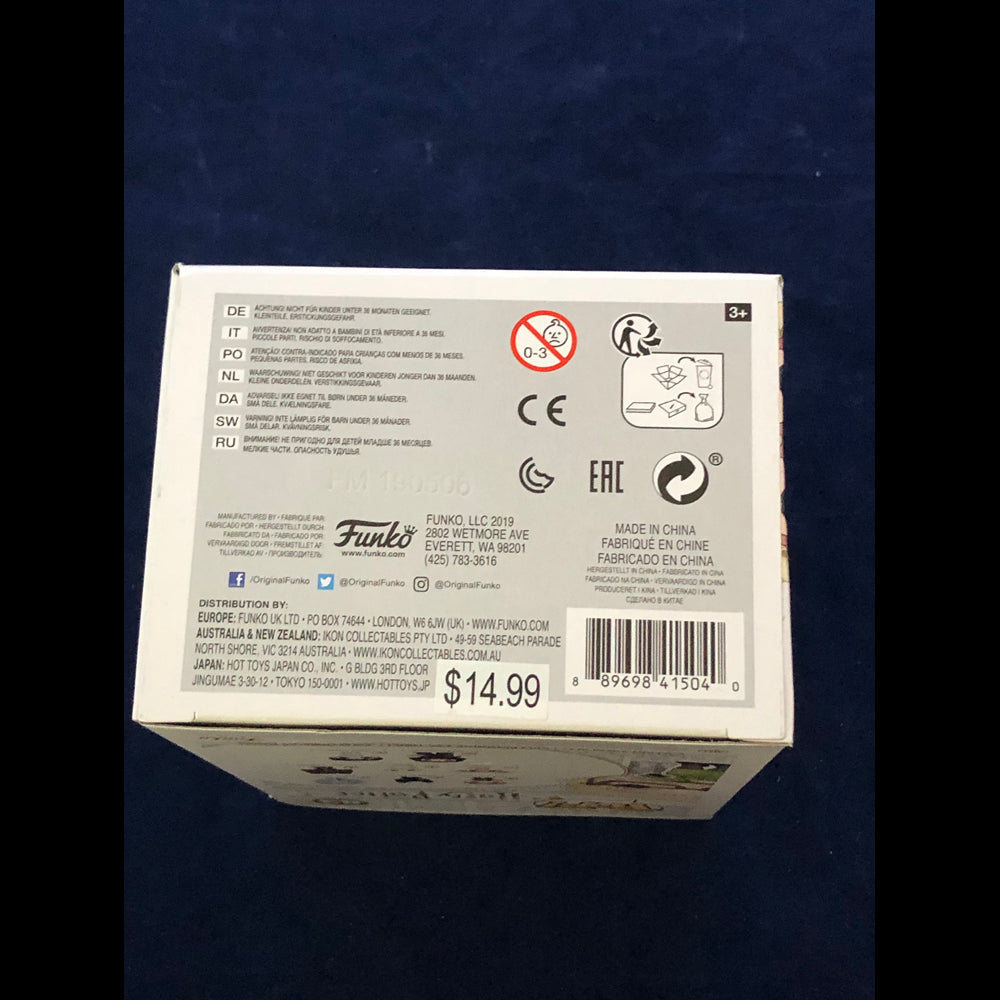 3+
DE ACHTUNG! NICHT FÜR KINDER UNTER 36 MONATEN GEEIGNET.
KLEINTEILE. ERSTICKUNGSGEFAHR.
IT AVVERTENZA! NON ADATTO A BAMBINI DI ETÀ INFERIORE A 36 MESI.
PICCOLE PARTI, RISCHIO DI SOFFOCAMENTO.
PO ATENÇÃO! CONTRA-INDICADO PARA CRIANÇAS COM MENOS DE 36 MESES.
PEQUENAS PARTES. RISCO DE ASFIXIA.
NL WAARSCHUWING! NIET GESCHIKT VOOR KINDEREN JONGER DAN 36 MAANDEN.
KLEINE ONDERDELEN. VERSTIKKINGSGEVAAR.
DA ADVARSEL! IKKE EGNET TIL BØRN UNDER 36 MÅNEDER.
SMÅ DELE. KVÆLNINGSFARE.
SW VARNING! INTE LÄMPLIG FÖR BARN UNDER 36 MÅNADER.
SMÅ DELAR. KVÄVNINGSRISK.
RU ВНИМАНИЕ! НЕ ПРИГОДНО ДЛЯ ДЕТЕЙ МЛАДШЕ 36 МЕСЯЦЕВ.
МЕЛКИЕ ЧАСТИ. ОПАСНОСТЬ УДУШЬЯ.
0-3
CE
EAC
®
MANUFACTURED BY • FABRIQUÉ PAR
FABRICADO POR • HERGESTELLT DURCH:
FABBRICATO DA • FABRICADO POR:
VERVAARDIGD DOOR • FREMSTILLET AF:
TILLVERKAD AV • ПРОИЗВОДИТЕЛЬ:
Funko
www.funko.com
FUNKO, LLC 2019
2802 WETMORE AVE
EVERETT, WA 98201
(425) 783-3616
MADE IN CHINA
FABRIQUÉ EN CHINE
FABRICADO EN CHINA
HERGESTELLT IN CHINA • FABBRICATO IN CINA
FABRICADO NA CHINA • VERVAARDIGD IN CHINA
PRODUCERET I KINA • TILLVERKAD I KINA
СДЕЛАНО В КИТАЕ
/OriginalFunko @OriginalFunko @OriginalFunko
DISTRIBUTION BY:
EUROPE: FUNKO UK LTD • PO BOX 74644 • LONDON, W6 6JW (UK) • WWW.FUNKO.COM
AUSTRALIA & NEW ZEALAND: IKON COLLECTABLES PTY LTD • 49-59 SEABEACH PARADE
NORTH SHORE, VIC 3214 AUSTRALIA • WWW.IKONCOLLECTABLES.COM.AU
JAPAN: HOT TOYS JAPAN CO., INC. • G BLDG 3RD FLOOR
JINGUMAE 3-30-12 • TOKYO 150-0001 • WWW.HOTTOYS.JP
$14.99
8 89698 41504 0
Harry Potter